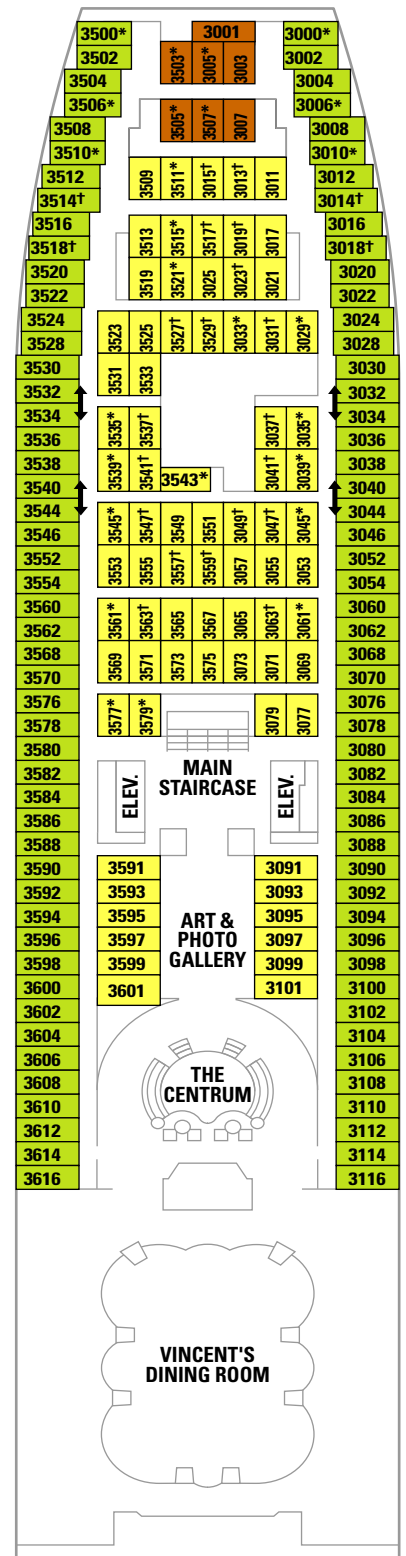 3500* 3001 3000*
3502 3503* 3005* 3003 3002
3504 3004
3506* 3006*
3508 3505* 3507* 3007 3008
3510* 3010*
3512 3509 3511* 3015† 3013† 3011 3012
3514† 3014†
3516 3513 3515* 3517† 3019† 3017 3016
3518† 3018†
3520 3519 3521* 3025 3023† 3021 3020
3522 3022
3524 3523 3525 3527† 3529† 3033* 3031† 3029* 3024
3528 3028
3530 3531 3533 3030
3532 3032
3534 3535* 3537† 3037† 3035* 3034
3536 3036
3538 3539* 3541† 3543* 3041† 3039* 3038
3540 3040
3544 3545* 3547† 3549 3551 3049† 3047† 3045* 3044
3546 3046
3552 3553 3555 3557† 3559† 3057 3055 3053 3052
3554 3054
3560 3561* 3563† 3565 3567 3065 3063† 3061* 3060
3562 3062
3568 3569 3571 3573 3575 3073 3071 3069 3068
3570 3070
3576 3577* 3579* 3079 3077 3076
3578 3078
3580 MAIN 3080
3582 STAIRCASE 3082
3584 ELEV. ELEV. 3084
3586 3086
3588 3088
3590 3591 3091 3090
3592 3593 3093 3092
3594 3595 ART & 3095 3094
3596 3597 PHOTO 3097 3096
3598 3599 GALLERY 3099 3098
3600 3601 3101 3100
3602 3102
3604 3104
3606 3106
3608 THE 3108
3610 CENTRUM 3110
3612 3112
3614 3114
3616 3116
VINCENT'S
DINING ROOM